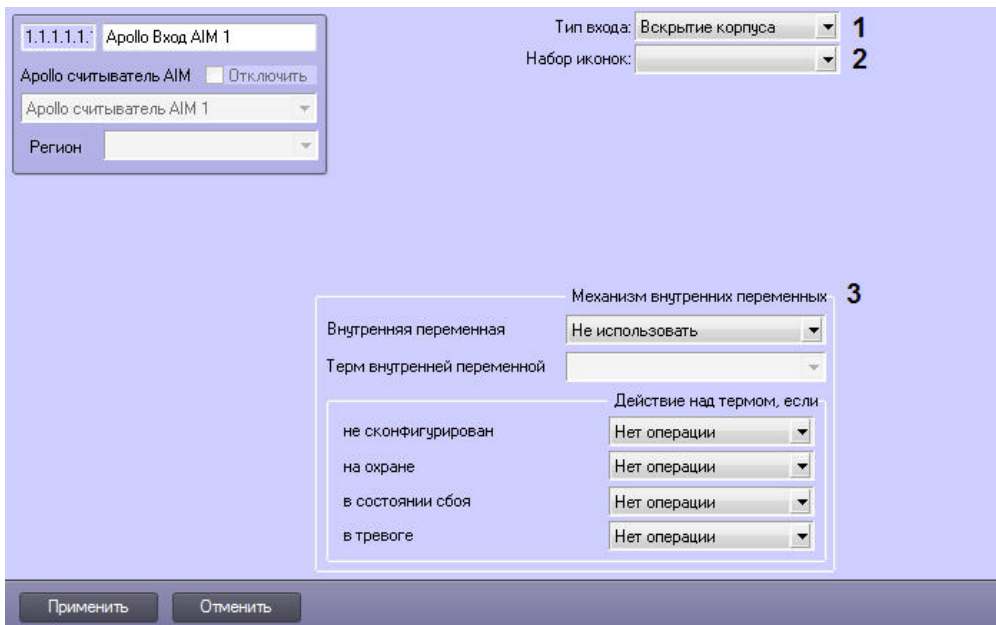 1.1.1.1.1.' Apollo Вход AIM 1
Apollo считыватель AIM Отключить
Apollo считыватель AIM 1
Регион
Тип входа: Вскрытие корпуса 1
Набор иконок: 2
Механизм внутренних переменных 3
Внутренняя переменная Не использовать
Терм внутренней переменной
Действие над термом, если
не сконфигурирован Нет операции
на охране Нет операции
в состоянии сбоя Нет операции
в тревоге Нет операции
Применить Отменить